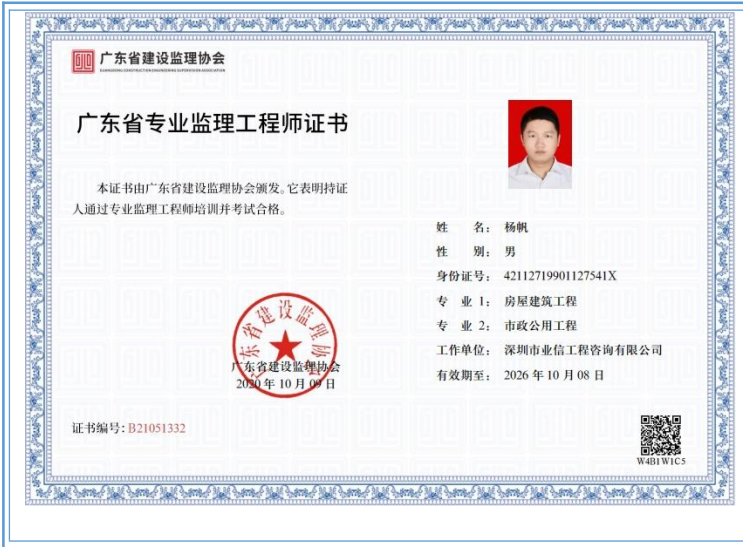 广东省建设监理协会
广东省专业监理工程师证书
本证书由广东省建设监理协会颁发。它表明持证
人通过专业监理工程师培训并考试合格。
姓 名： 杨帆
性 别： 男
身份证号： 42112719901127541X
专 业 1： 房屋建筑工程
专 业 2： 市政公用工程
工作单位： 深圳市业信工程咨询有限公司
有效期至： 2026 年 10 月 08 日
广东省建设监理协会
广东省建设监理协会
2020 年 10 月 09 日
证书编号：B21051332
W4B1W1C5